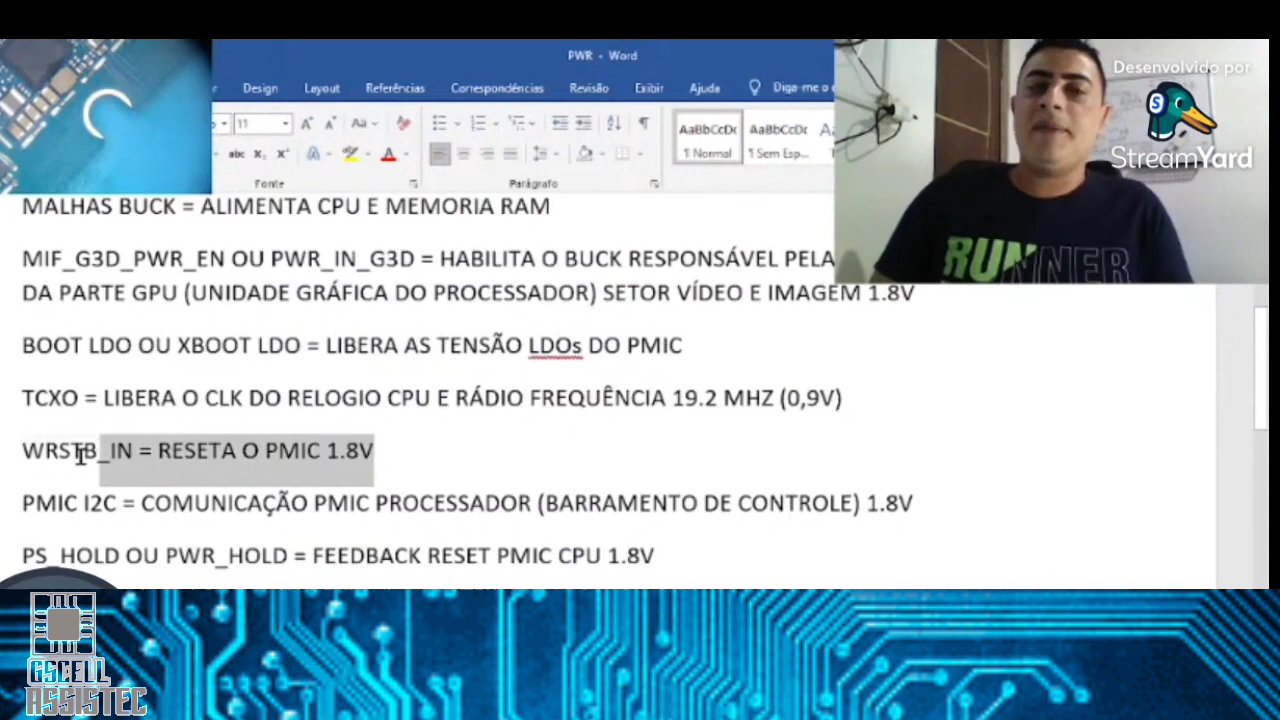 PWR - Word
Design Layout Referências Correspondências Revisão Exibir Ajuda Diga-me o
11 A A Aa
AaBbCcDc AaBbCcDc
abc X₂ X² A A ¶ Normal ¶ Sem Esp...
Fonte Parágrafo
Desenvolvido por
S
StreamYard
RUNNER
MALHAS BUCK = ALIMENTA CPU E MEMORIA RAM
MIF_G3D_PWR_EN OU PWR_IN_G3D = HABILITA O BUCK RESPONSÁVEL PELA
DA PARTE GPU (UNIDADE GRÁFICA DO PROCESSADOR) SETOR VÍDEO E IMAGEM 1.8V
BOOT LDO OU XBOOT LDO = LIBERA AS TENSÃO LDOs DO PMIC
TCXO = LIBERA O CLK DO RELOGIO CPU E RÁDIO FREQUÊNCIA 19.2 MHZ (0,9V)
WRSTB_IN = RESETA O PMIC 1.8V
PMIC I2C = COMUNICAÇÃO PMIC PROCESSADOR (BARRAMENTO DE CONTROLE) 1.8V
PS_HOLD OU PWR_HOLD = FEEDBACK RESET PMIC CPU 1.8V
GSCELL
ASSISTEC